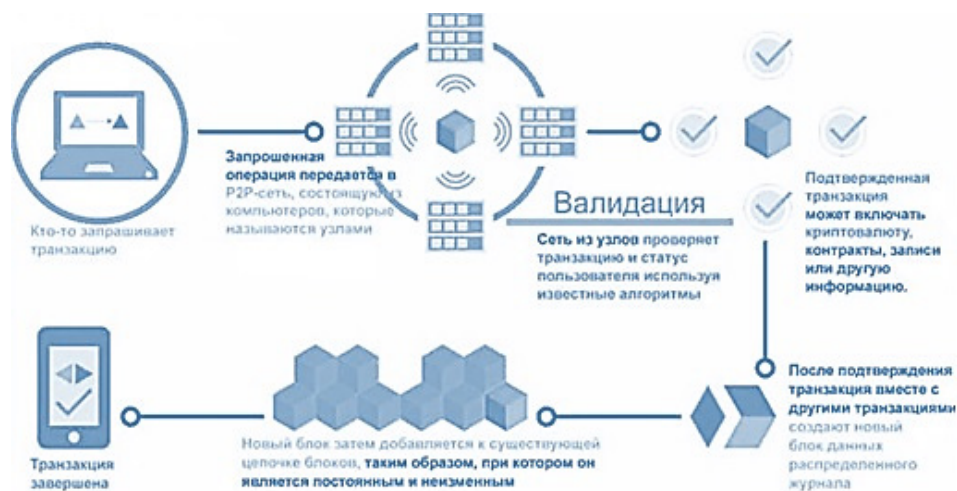 Кто-то запрашивает
транзакцию
Запрошенная
операция передается в
P2P-сеть, состоящую из
компьютеров, которые
называются узлами
Валидация
Сеть из узлов проверяет
транзакцию и статус
пользователя используя
известные алгоритмы
Подтвержденная
транзакция
может включать
криптовалюту,
контракты, записи
или другую
информацию.
После подтверждения
транзакция вместе с
другими транзакциями
создают новый
блок данных
распределенного
журнала
Новый блок затем добавляется к существующей
цепочке блоков, таким образом, при котором он
является постоянным и неизменным
Транзакция
завершена